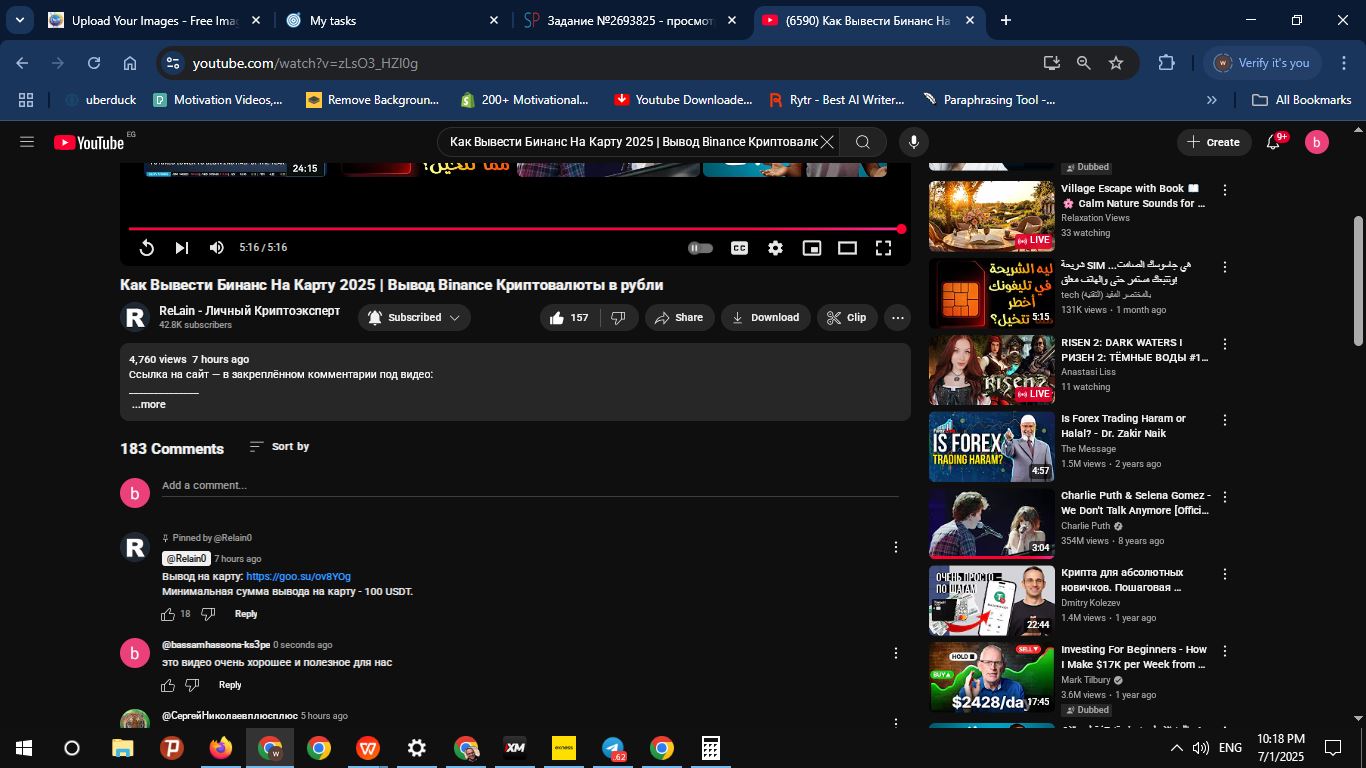 Upload Your Images - Free Imag
My tasks
Задание №2693825 - просмотр
(6590) Как Вывести Бинанс На
youtube.com/watch?v=zLsO3_HZI0g
Verify it's you
uberduck
Motivation Videos,...
Remove Backgroun...
200+ Motivational...
Youtube Downloade...
Rytr - Best AI Writer...
Paraphrasing Tool -...
All Bookmarks
YouTube EG
Как Вывести Бинанс На Карту 2025 | Вывод Binance Криптовалю
Create
9+
b
24:15
5:16 / 5:16
CC
Как Вывести Бинанс На Карту 2025 | Вывод Binance Криптовалюты в рубли
R
ReLain - Личный Криптоэксперт
42.8K subscribers
Subscribed
157
Share
Download
Clip
4,760 views 7 hours ago
Ссылка на сайт — в закреплённом комментарии под видео:
______________
...more
183 Comments
Sort by
b
Add a comment...
R
Pinned by @Relain0
@Relain0 7 hours ago
Вывод на карту: https://goo.su/ov8YOg
Минимальная сумма вывода на карту - 100 USDT.
18
Reply
b
@bassamhassona-ks3pe 0 seconds ago
это видео очень хорошее и полезное для нас
Reply
@СергейНиколаевплюсплюс 5 hours ago
Dubbed
Village Escape with Book
Calm Nature Sounds for ...
Relaxation Views
33 watching
LIVE
ليه الشريحة
في تليفونك
أخطر
تتخيل؟
5:15
شريحة SIM هي جاسوسك الصامت...
131K views · 1 month ago
RISEN 2: DARK WATERS I
РИЗЕН 2: ТЁМНЫЕ ВОДЫ #1...
Anastasi Liss
11 watching
RISEN 2
LIVE
IS FOREX
TRADING HARAM?
4:57
Is Forex Trading Haram or
Halal? - Dr. Zakir Naik
The Message
1.5M views · 2 years ago
3:04
Charlie Puth & Selena Gomez -
We Don't Talk Anymore [Offici...
Charlie Puth
354M views · 8 years ago
ОЧЕНЬ ПРОСТО –
ПО ШАГАМ
22:44
Крипта для абсолютных
новичков. Пошаговая ...
Dmitry Kolezev
1.4M views · 1 year ago
HOLD
SELL
BUY
$2428/da
17:45
Investing For Beginners - How
I Make $17K per Week from ...
Mark Tilbury
3.6M views · 1 year ago
Dubbed
XM
exness
62
ENG
10:18 PM
7/1/2025